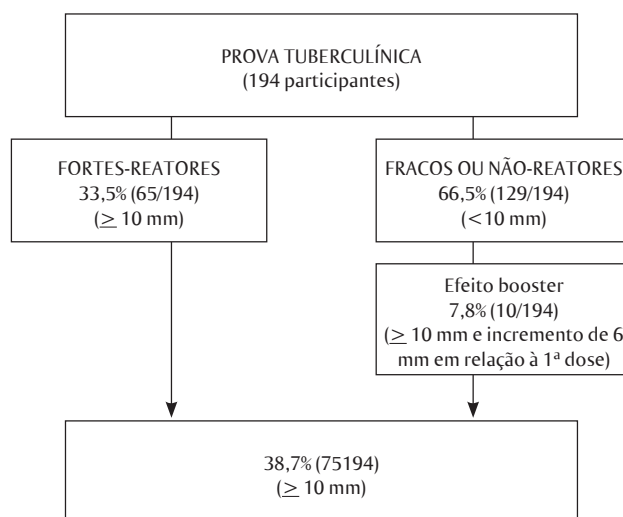 PROVA TUBERCULÍNICA
(194 participantes)
FORTES-REATORES
33,5% (65/194)
(≥ 10 mm)
FRACOS OU NÃO-REATORES
66,5% (129/194)
(<10 mm)
Efeito booster
7,8% (10/194)
(≥ 10 mm e incremento de 6
mm em relação à 1ª dose)
38,7% (75194)
(≥ 10 mm)